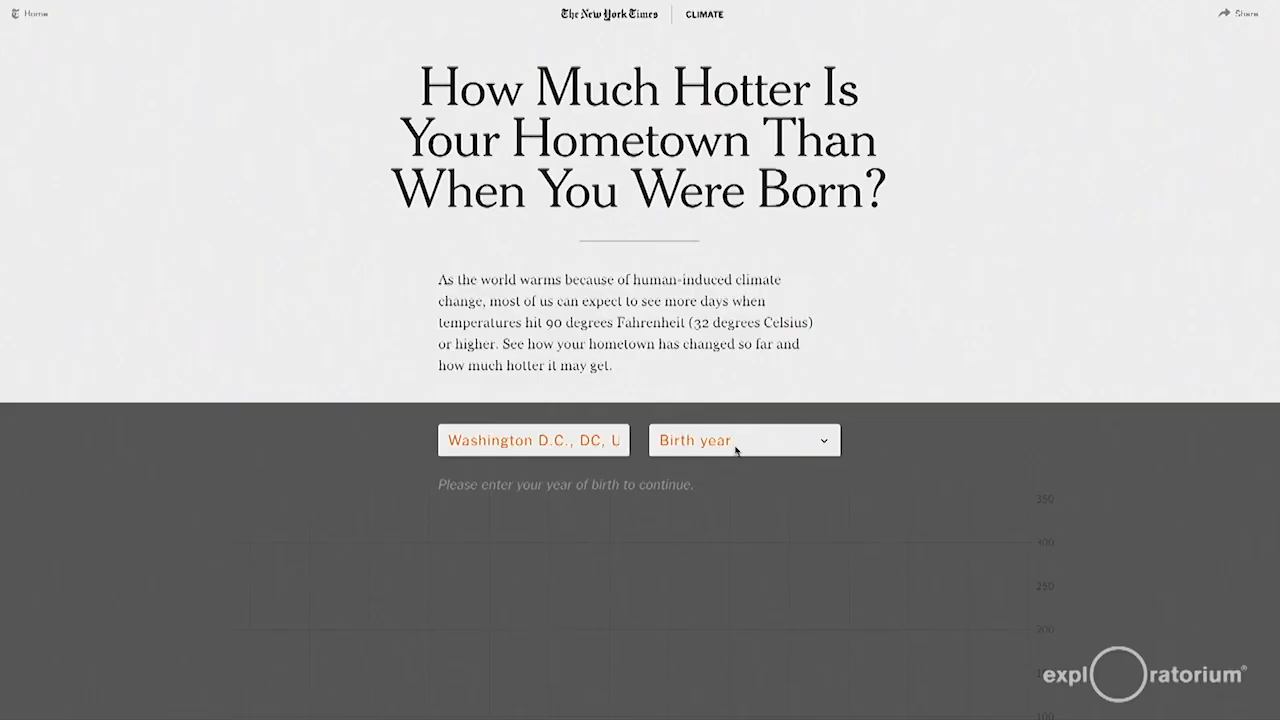 Home
The New York Times
CLIMATE
Share
How Much Hotter Is
Your Hometown Than
When You Were Born?
As the world warms because of human-induced climate
change, most of us can expect to see more days when
temperatures hit 90 degrees Fahrenheit (32 degrees Celsius)
or higher. See how your hometown has changed so far and
how much hotter it may get.
Washington D.C., DC, U
Birth year
Please enter your year of birth to continue.
350
300
250
200
100
exploratorium®